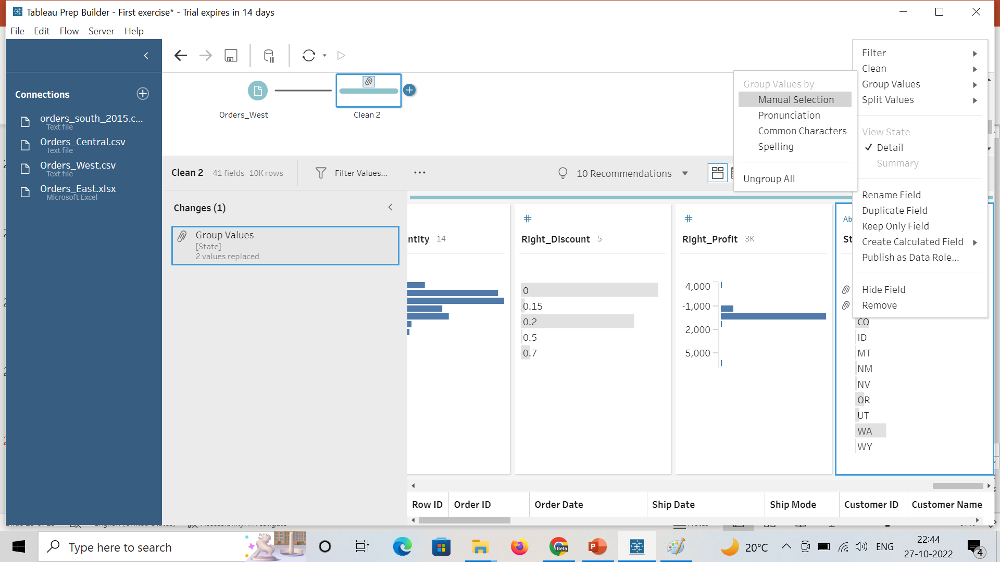 Tableau Prep Builder - First exercise* - Trial expires in 14 days
File Edit Flow Server Help
Connections
orders_south_2015.c...
Text file
Orders_Central.csv
Text file
Orders_West.csv
Text file
Orders_East.xlsx
Microsoft Excel
Orders_West
Clean 2
Filter
Clean
Group Values
Split Values
View State
Detail
Summary
Rename Field
Duplicate Field
Keep Only Field
Create Calculated Field
Publish as Data Role...
Hide Field
Remove
Group Values by
Manual Selection
Pronunciation
Common Characters
Spelling
Ungroup All
Clean 2 41 fields 10K rows Filter Values... 10 Recommendations
Changes (1)
Group Values
[State]
2 values replaced
ntity 14
Right_Discount 5
0
0.15
0.2
0.5
0.7
Right_Profit 3K
-4,000
-1,000
2,000
5,000
Ab
St
CO
ID
MT
NM
NV
OR
UT
WA
WY
Row ID Order ID Order Date Ship Date Ship Mode Customer ID Customer Name
Type here to search
Beta
20°C
ENG
22:44
27-10-2022
4